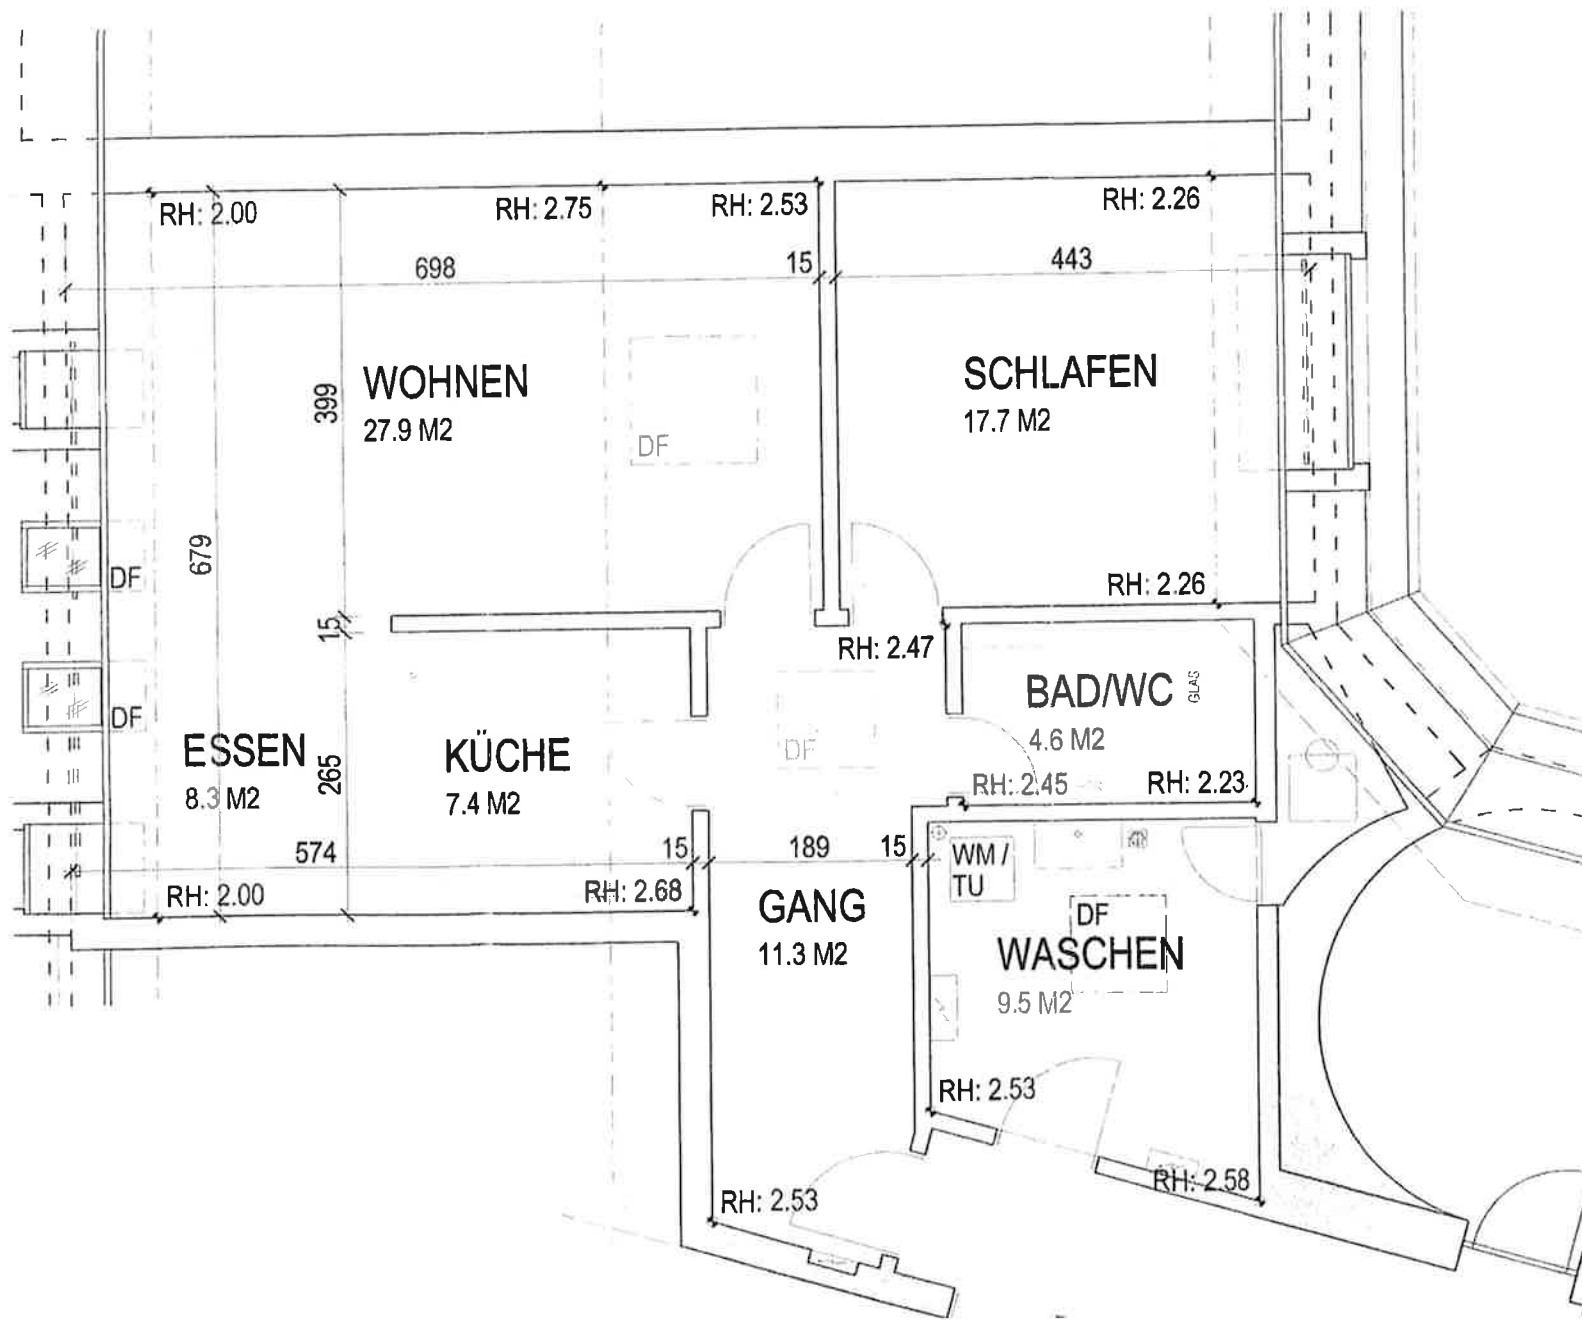 RH: 2.00
RH: 2.75
RH: 2.53
RH: 2.26
698
15
443
WOHNEN
27.9 M2
399
SCHLAFEN
17.7 M2
DF
679
DF
RH: 2.26
15
RH: 2.47
BAD/WC
GLAS
4.6 M2
RH: 2.45
RH: 2.23
DF
DF
ESSEN
8.3 M2
265
KÜCHE
7.4 M2
574
15
189
15
WM /
TU
RH: 2.00
RH: 2.68
GANG
11.3 M2
DF
WASCHEN
9.5 M2
RH: 2.53
RH: 2.53
RH: 2.58